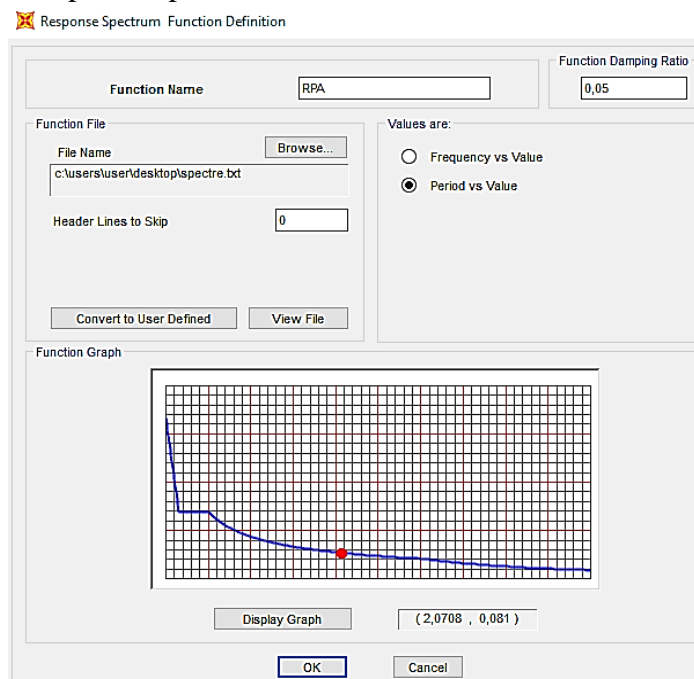 Response Spectrum Function Definition
Function Damping Ratio
Function Name
RPA
0,05
Function File
Values are:
File Name
Browse...
Frequency vs Value
c:\users\user\desktop\spectre.txt
Period vs Value
Header Lines to Skip
0
Convert to User Defined
View File
Function Graph
Display Graph
(2,0708 , 0,081 )
OK
Cancel